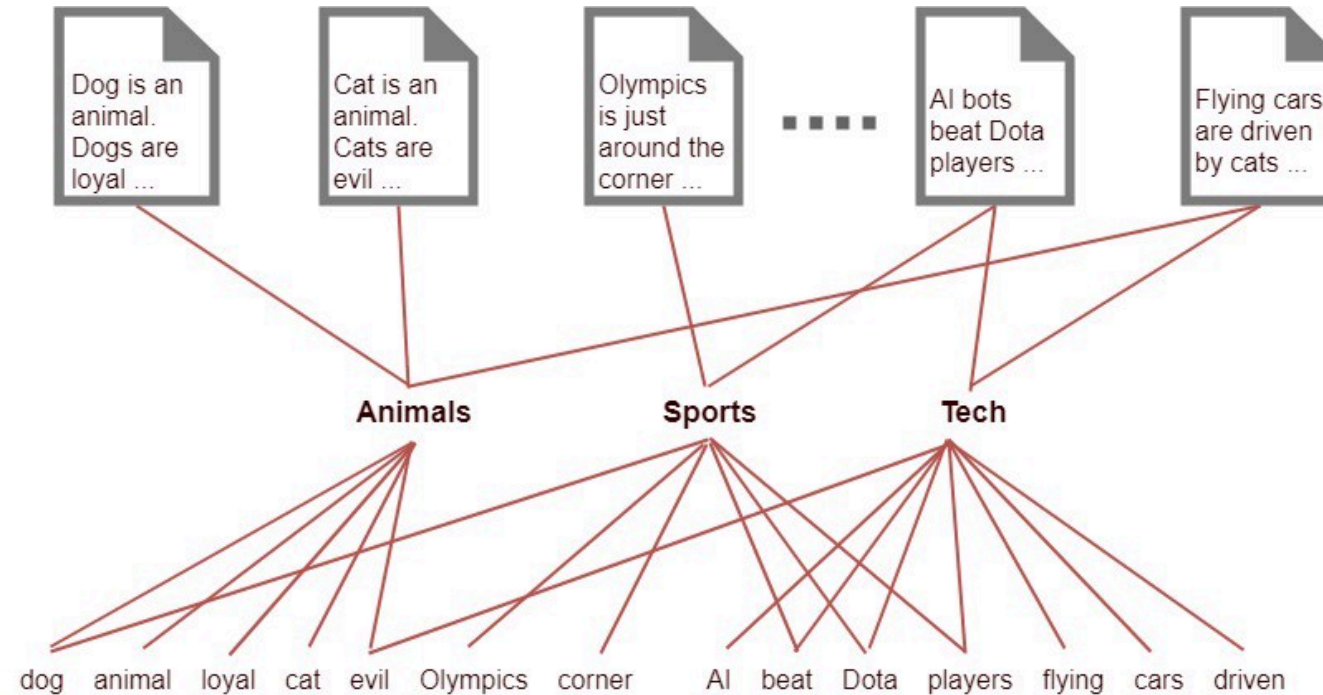 Dog is an
animal.
Dogs are
loyal ...
Cat is an
animal.
Cats are
evil ...
Olympics
is just
around the
corner ...
AI bots
beat Dota
players ...
Flying cars
are driven
by cats ...
Animals
Sports
Tech
dog animal loyal cat evil Olympics corner AI beat Dota players flying cars driven